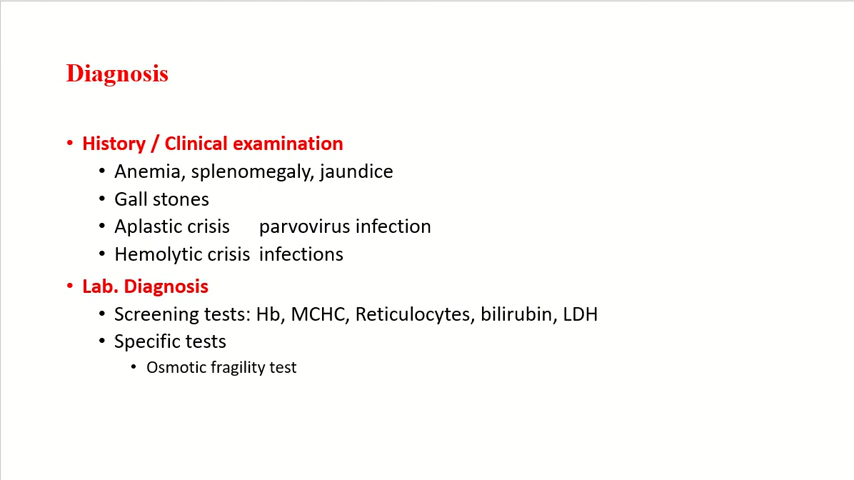 Diagnosis
• History / Clinical examination
• Anemia, splenomegaly, jaundice
• Gall stones
• Aplastic crisis parvovirus infection
• Hemolytic crisis infections
• Lab. Diagnosis
• Screening tests: Hb, MCHC, Reticulocytes, bilirubin, LDH
• Specific tests
• Osmotic fragility test